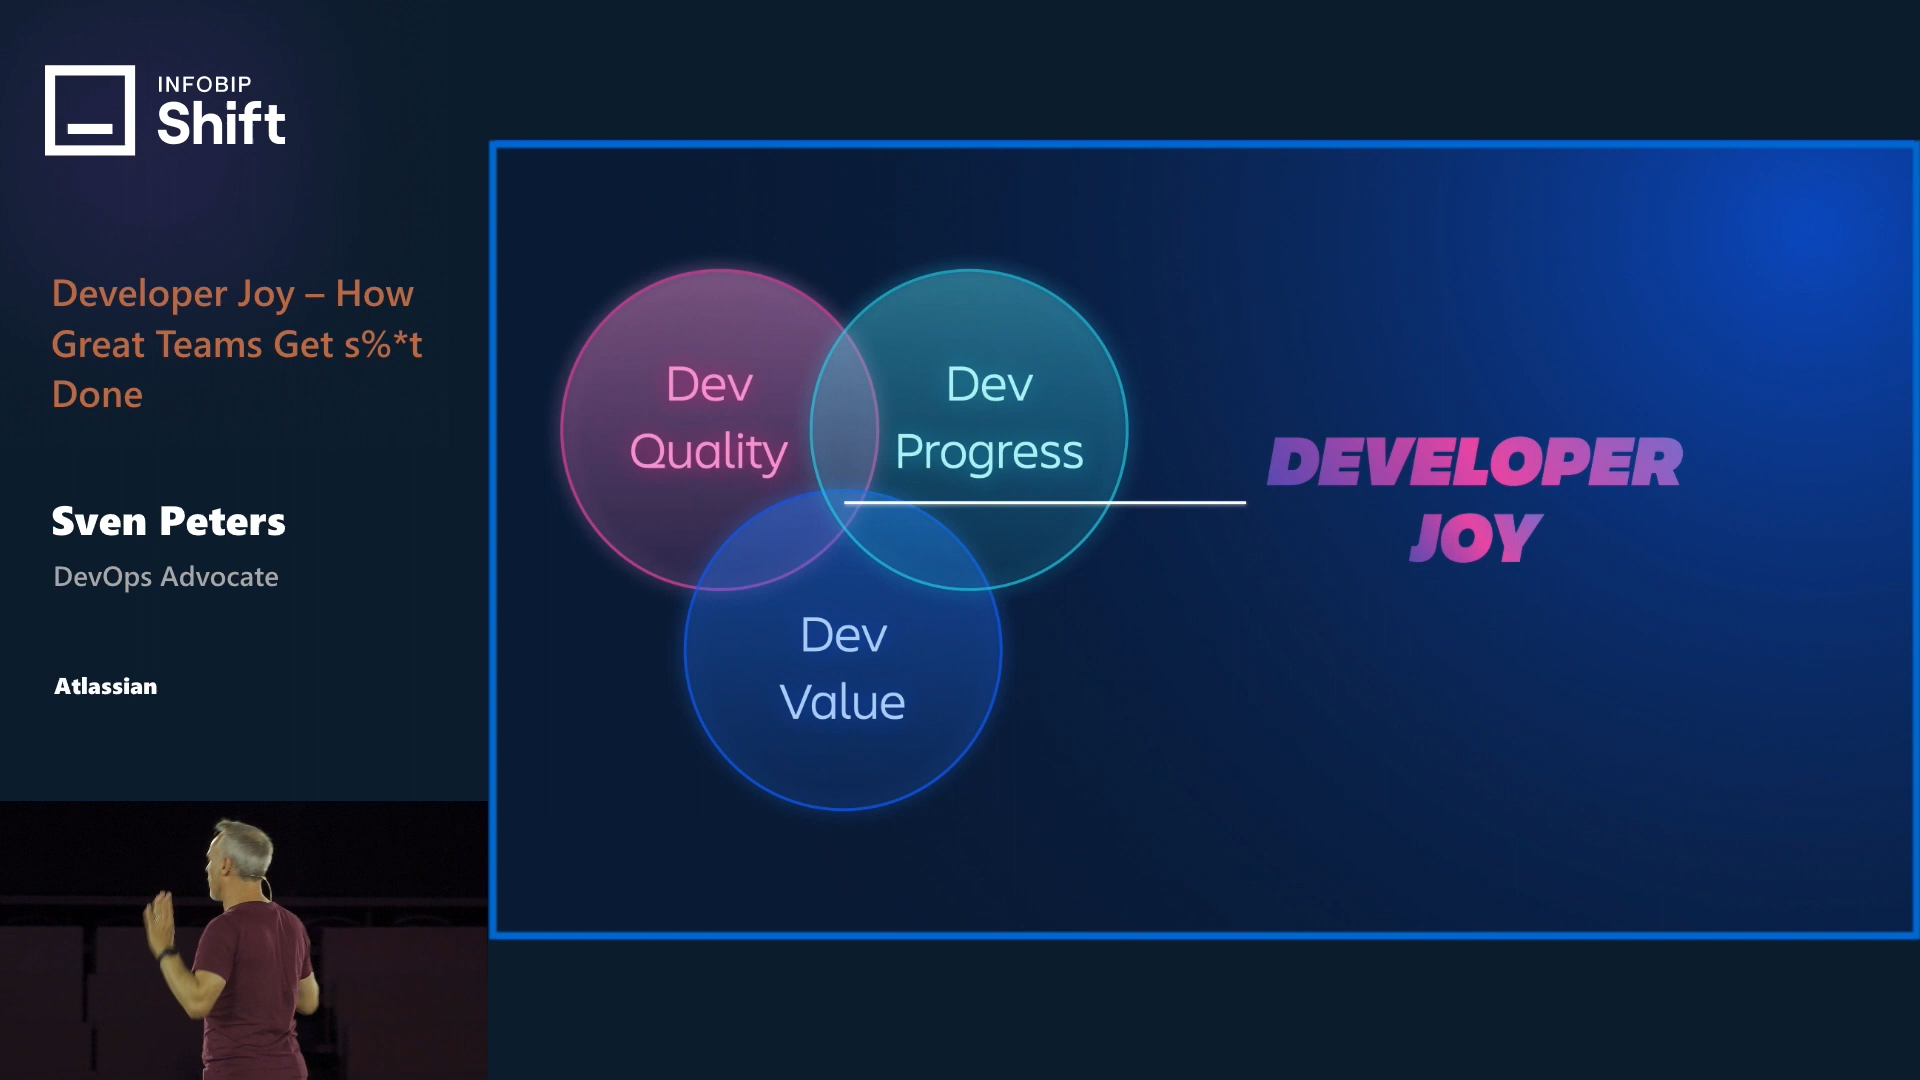 INFOBIP
Shift
Developer Joy – How
Great Teams Get s%*t
Done
Sven Peters
DevOps Advocate
Atlassian
Dev
Quality
Dev
Progress
Dev
Value
DEVELOPER
JOY